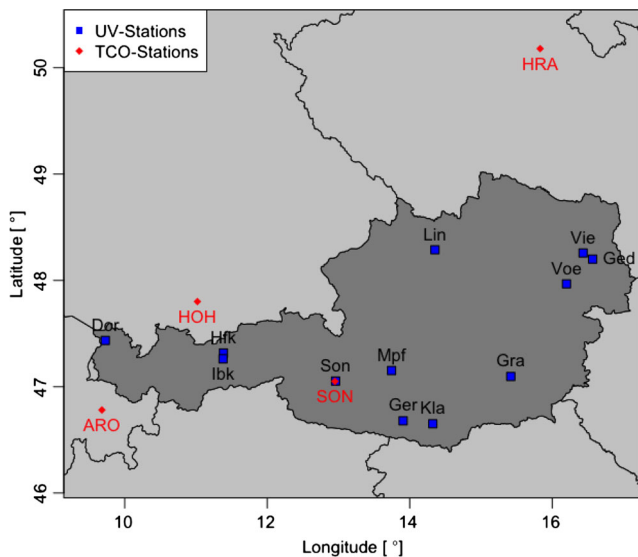 UV-Stations
TCO-Stations
HRA
50
49
Lin
Vie
Ged
48
Voe
HOH
Dor
Hfk
Ibk
Son
Mpf
Gra
47
SON
ARO
Ger
Kla
46
10
12
14
16
Latitude [ ° ]
Longitude [ ° ]